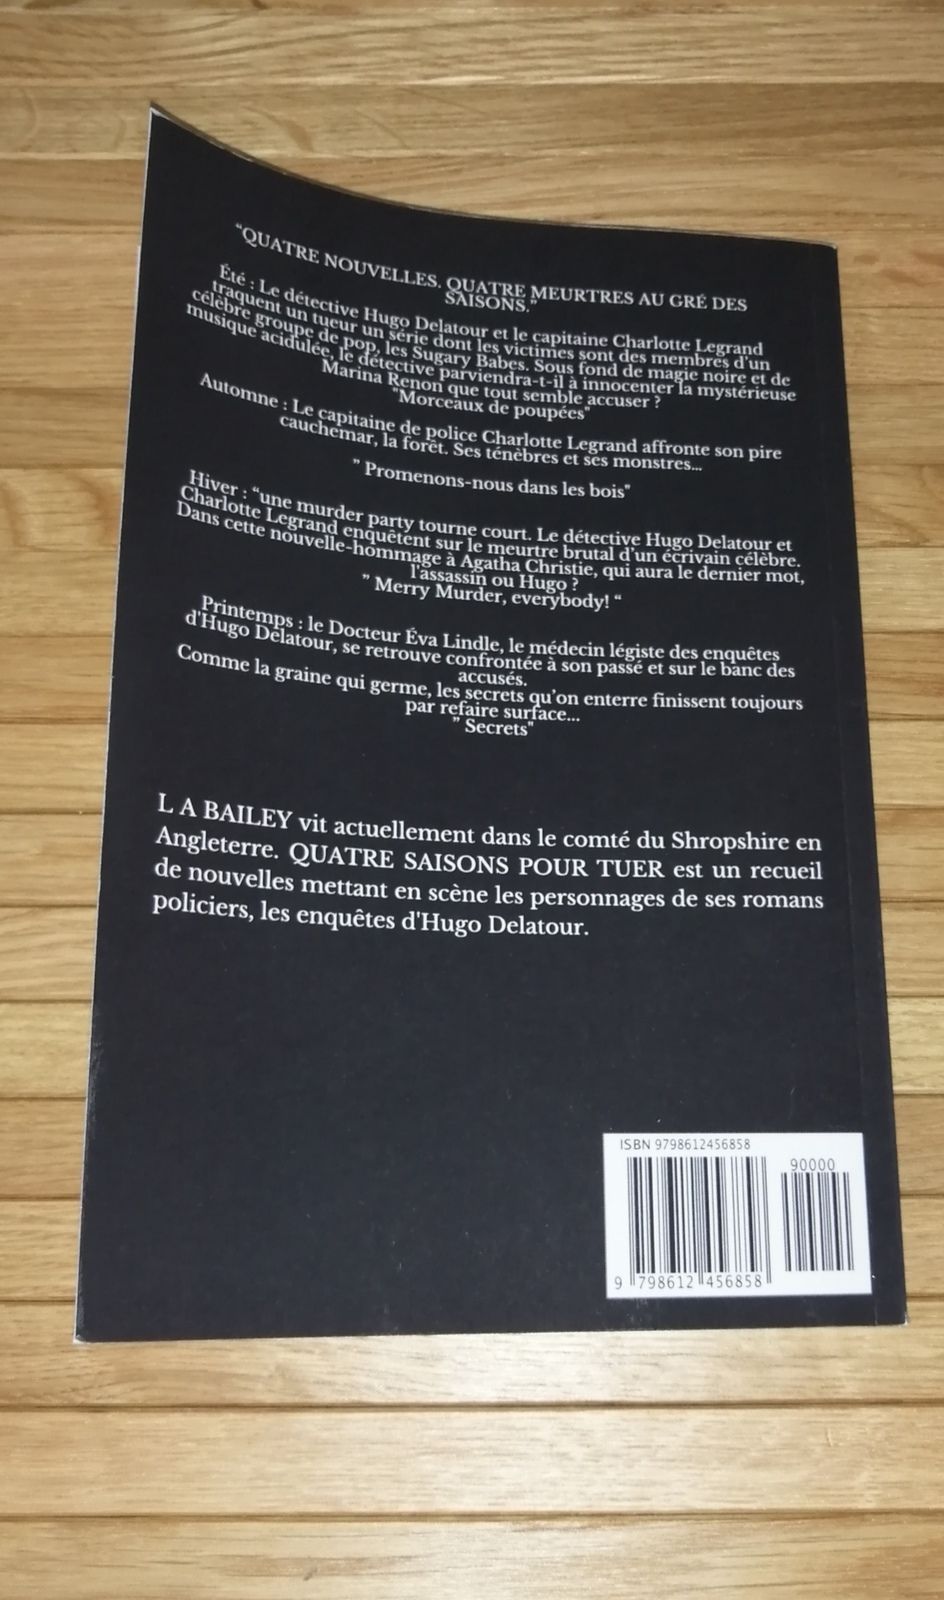 "QUATRE NOUVELLES. QUATRE MEURTRES AU GRÉ DES
SAISONS."
Été : Le détective Hugo Delatour et le capitaine Charlotte Legrand
traquent un tueur un série dont les victimes sont des membres d'un
célèbre groupe de pop, les Sugary Babes. Sous fond de magie noire et de
musique acidulée, le détective parviendra-t-il à innocenter la mystérieuse
Marina Renon que tout semble accuser ?
"Morceaux de poupées"
Automne : Le capitaine de police Charlotte Legrand affronte son pire
cauchemar, la forêt. Ses ténèbres et ses monstres...
" Promenons-nous dans les bois"
Hiver : "une murder party tourne court. Le détective Hugo Delatour et
Charlotte Legrand enquêtent sur le meurtre brutal d'un écrivain célèbre.
Dans cette nouvelle-hommage à Agatha Christie, qui aura le dernier mot,
l'assassin ou Hugo ?
" Merry Murder, everybody! "
Printemps : le Docteur Éva Lindle, le médecin légiste des enquêtes
d'Hugo Delatour, se retrouve confrontée à son passé et sur le banc des
accusés.
Comme la graine qui germe, les secrets qu'on enterre finissent toujours
par refaire surface...
" Secrets"
L A BAILEY vit actuellement dans le comté du Shropshire en
Angleterre. QUATRE SAISONS POUR TUER est un recueil
de nouvelles mettant en scène les personnages de ses romans
policiers, les enquêtes d'Hugo Delatour.
ISBN 9798612456858
90000
9 798612 456858